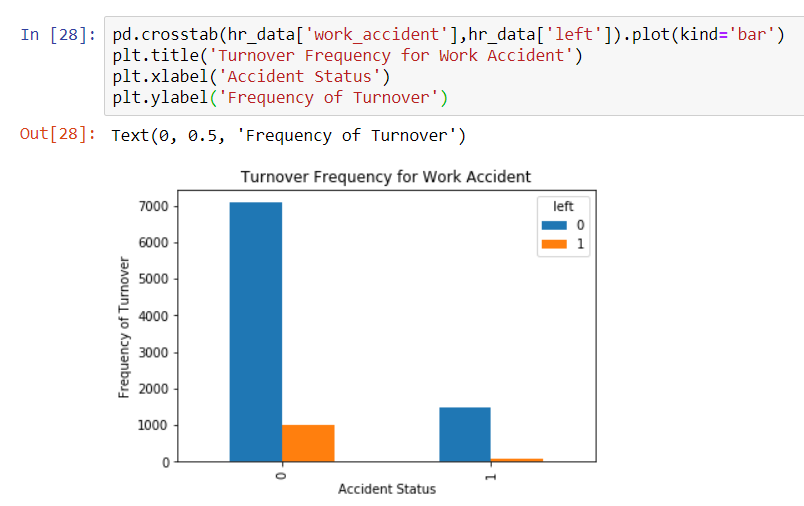 In [28]: pd.crosstab(hr_data['work_accident'],hr_data['left']).plot(kind='bar')
plt.title('Turnover Frequency for Work Accident')
plt.xlabel('Accident Status')
plt.ylabel('Frequency of Turnover')
Out[28]: Text(0, 0.5, 'Frequency of Turnover')
Turnover Frequency for Work Accident
left
0
1
7000
6000
5000
4000
3000
2000
1000
0
Frequency of Turnover
0
1
Accident Status